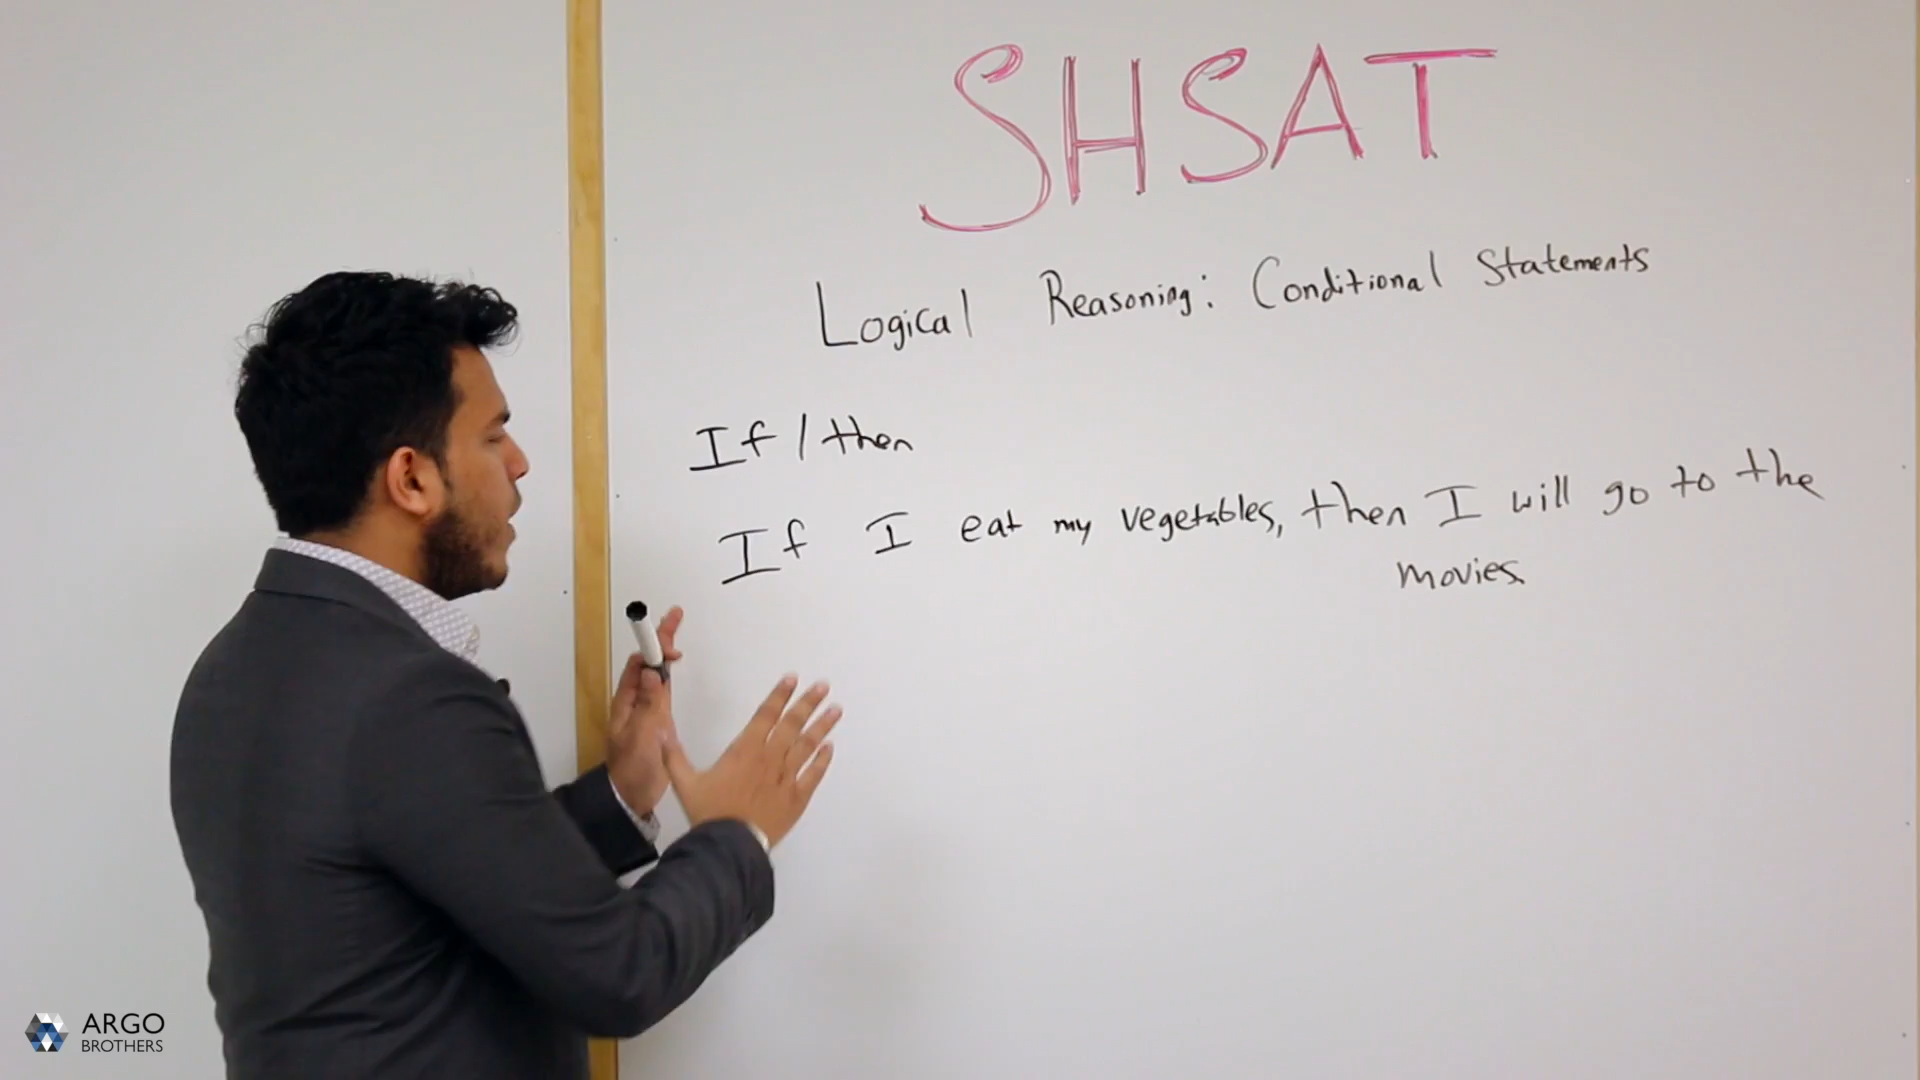 SHSAT
Logical Reasoning: Conditional Statements
If / then
If I eat my vegetables, then I will go to the
movies.
ARGO
BROTHERS